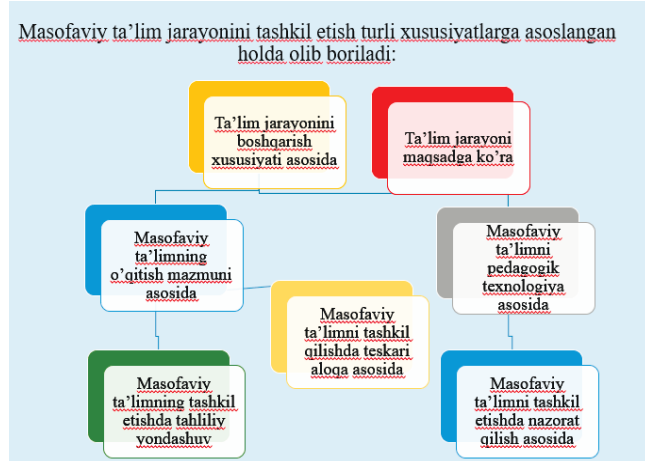 Masofaviy ta’lim jarayonini tashkil etish turli xususiyatlarga asoslangan
holda olib boriladi:
Ta’lim jarayonini
boshqarish
xususiyati asosida
Ta’lim jarayoni
maqsadga ko’ra
Masofaviy
ta’limning
o’qitish mazmuni
asosida
Masofaviy
ta’limni
pedagogik
texnologiya
asosida
Masofaviy
ta’limni tashkil
qilishda teskari
aloqa asosida
Masofaviy
ta’limning tashkil
etishda tahliliy
yondashuv
Masofaviy
ta’limni tashkil
etishda nazorat
qilish asosida